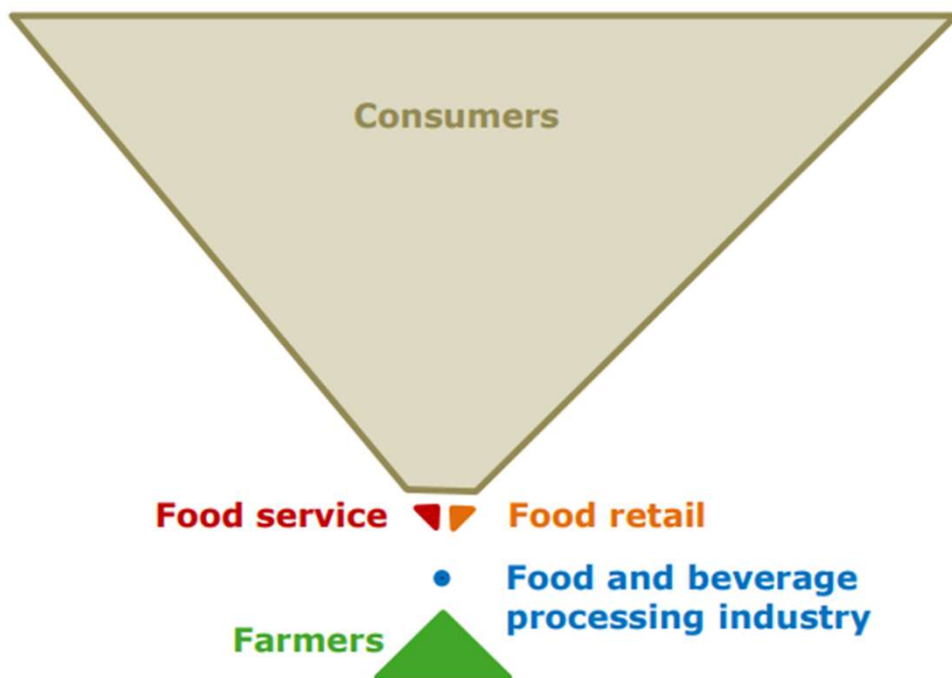 Consumers
Food service
Food retail
Food and beverage
processing industry
Farmers